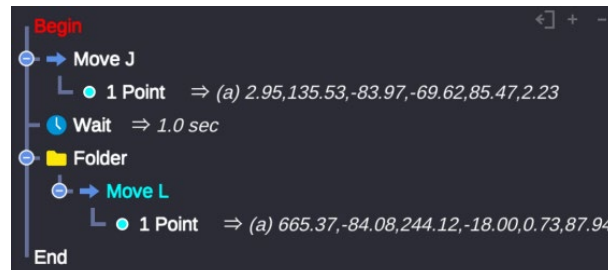 Begin
Move J
1 Point ⇒ (a) 2.95,135.53,-83.97,-69.62,85.47,2.23
Wait ⇒ 1.0 sec
Folder
Move L
1 Point ⇒ (a) 665.37,-84.08,244.12,-18.00,0.73,87.94
End